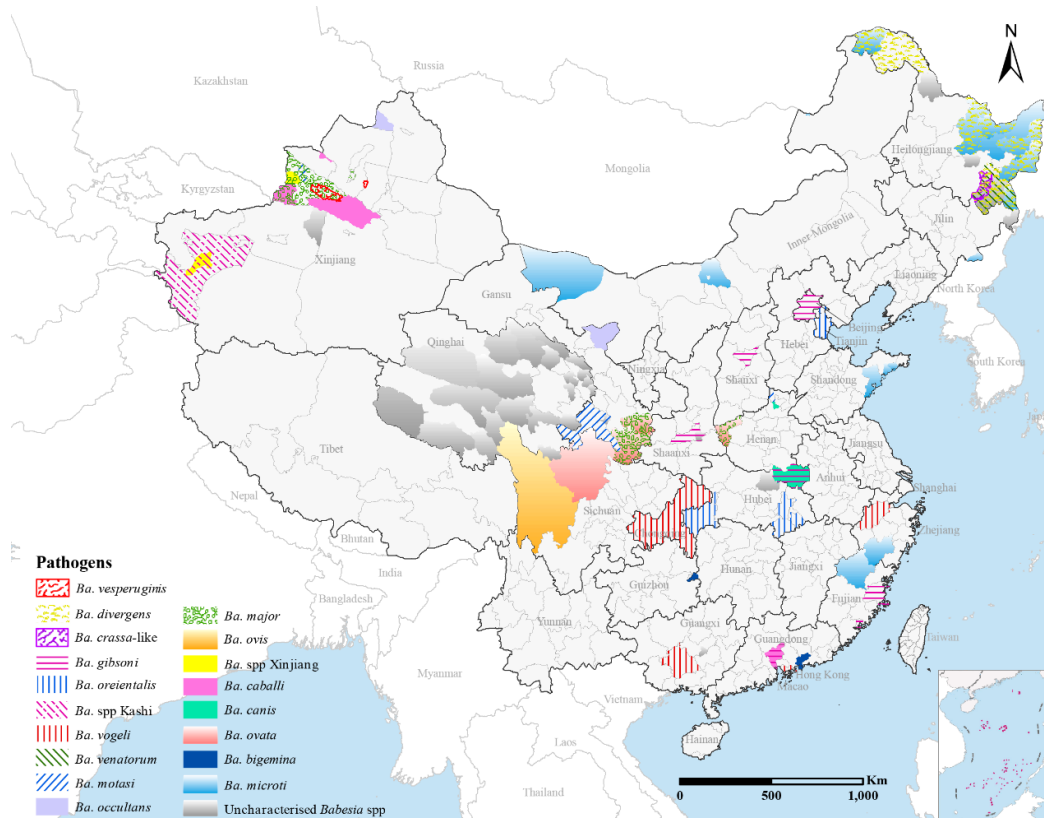 N
Russia
Kazakhstan
Mongolia
Heilongjiang
Kyrgyzstan
Jilin
Inner Mongolia
Xinjiang
Liaoning
Gansu
North Korea
Beijing
Tianjin
Hebei
Qinghai
South Korea
Ningxia
Shanxi
Shandong
Tibet
Shaanxi
Henan
Jiangsu
Anhui
Shanghai
Nepal
Hubei
Sichuan
Zhejiang
Chongqing
Bhutan
Hunan
Jiangxi
India
Guizhou
Fujian
Bangladesh
Yunnan
Guangxi
Guangdong
Taiwan
Hong Kong
Macao
Myanmar
Vietnam
Laos
Hainan
Thailand
Pathogens
Ba. vesperuginis
Ba. divergens
Ba. crassa-like
Ba. gibsoni
Ba. oreientalis
Ba. spp Kashi
Ba. vogeli
Ba. venatorum
Ba. motasi
Ba. occultans
Ba. major
Ba. ovis
Ba. spp Xinjiang
Ba. caballi
Ba. canis
Ba. ovata
Ba. bigemina
Ba. microti
Uncharacterised Babesia spp
Km
0 500 1,000